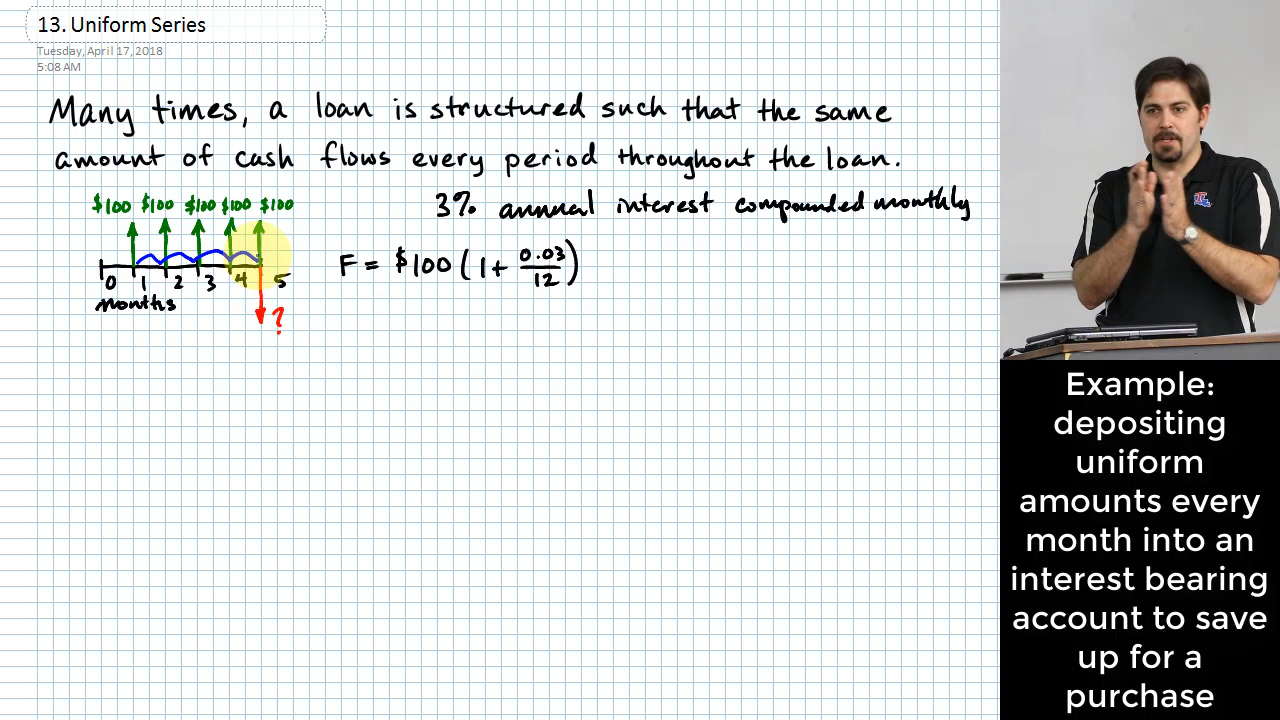 13. Uniform Series
Tuesday, April 17, 2018
5:08 AM
Many times, a loan is structured such that the same
amount of cash flows every period throughout the loan.
$100 $100 $100 $100 $100
0 1 2 3 4 5
months
?
3% annual interest compounded monthly
F = $100 (1 + 0.03/12)
Example:
depositing
uniform
amounts every
month into an
interest bearing
account to save
up for a
purchase